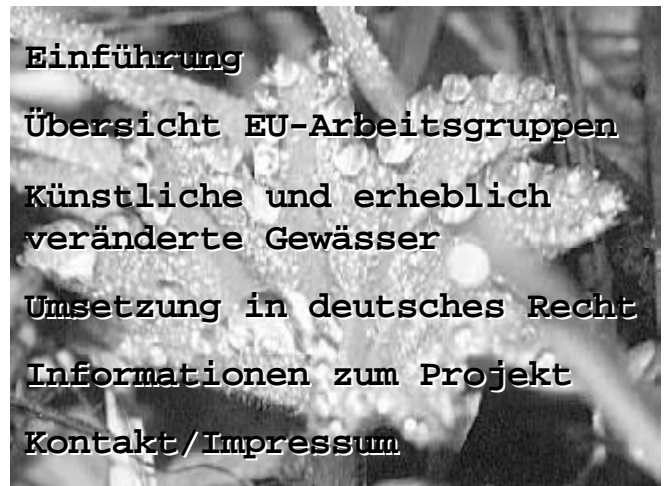 Einführung
Übersicht EU-Arbeitsgruppen
Künstliche und erheblich
veränderte Gewässer
Umsetzung in deutsches Recht
Informationen zum Projekt
Kontakt/Impressum